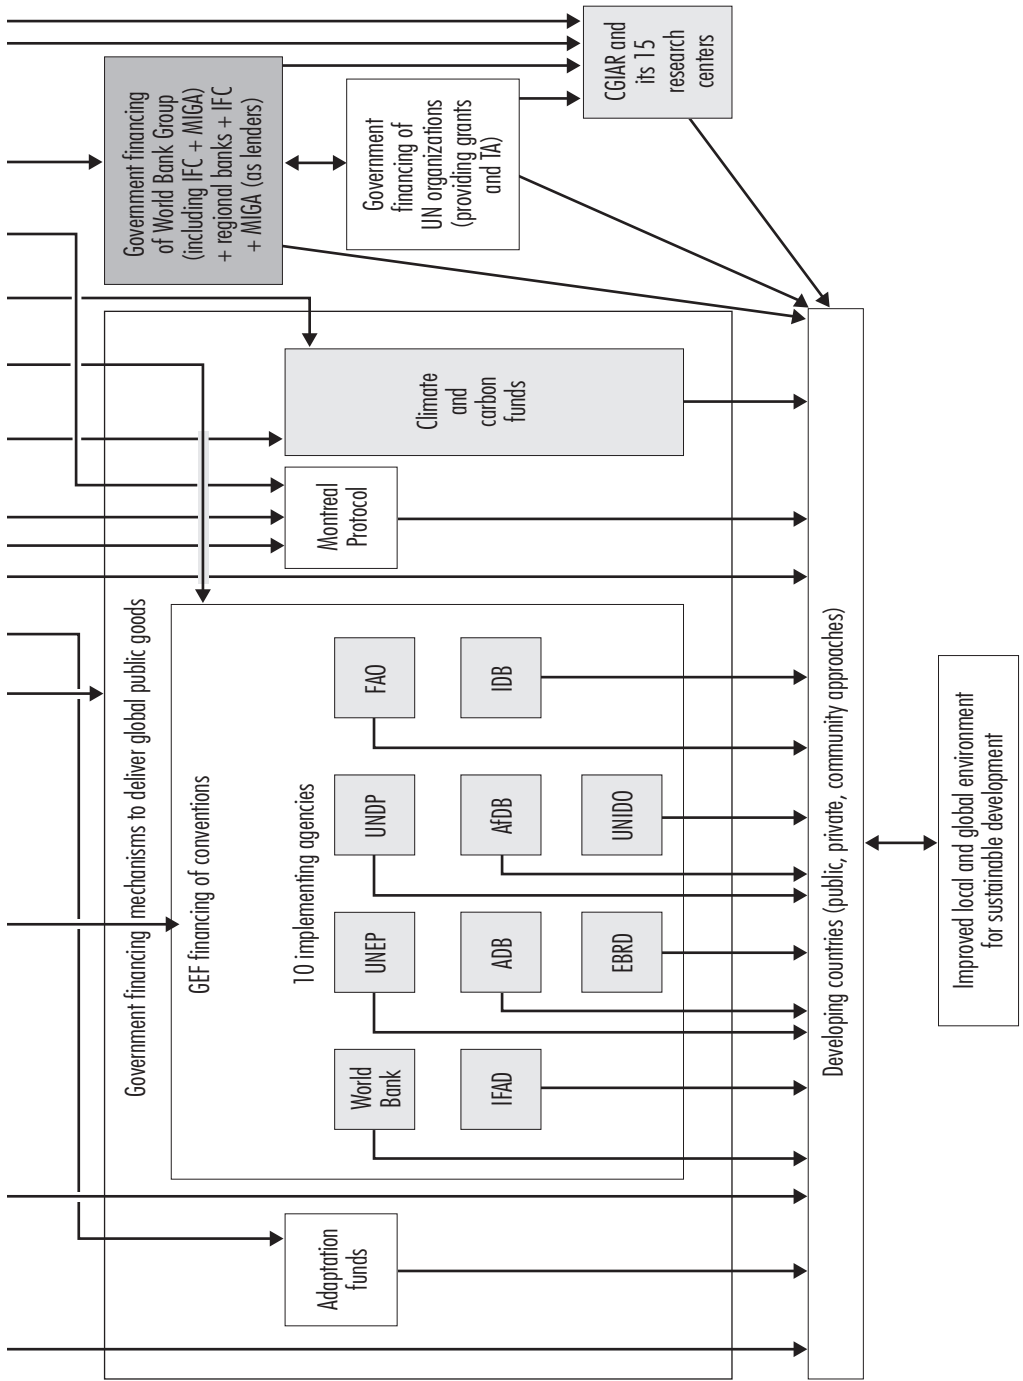 Government financing mechanisms to deliver global public goods
GEF financing of conventions
10 implementing agencies
Adaptation
funds
World
Bank
UNEP
UNDP
FAO
IFAD
ADB
AfDB
IDB
EBRD
UNIDO
Montreal
Protocol
Climate
and
carbon
funds
Government financing
of World Bank Group
(including IFC + MIGA)
+ regional banks + IFC
+ MIGA (as lenders)
Government
financing of
UN organizations
(providing grants
and TA)
CGIAR and
its 15
research
centers
Developing countries (public, private, community approaches)
Improved local and global environment
for sustainable development